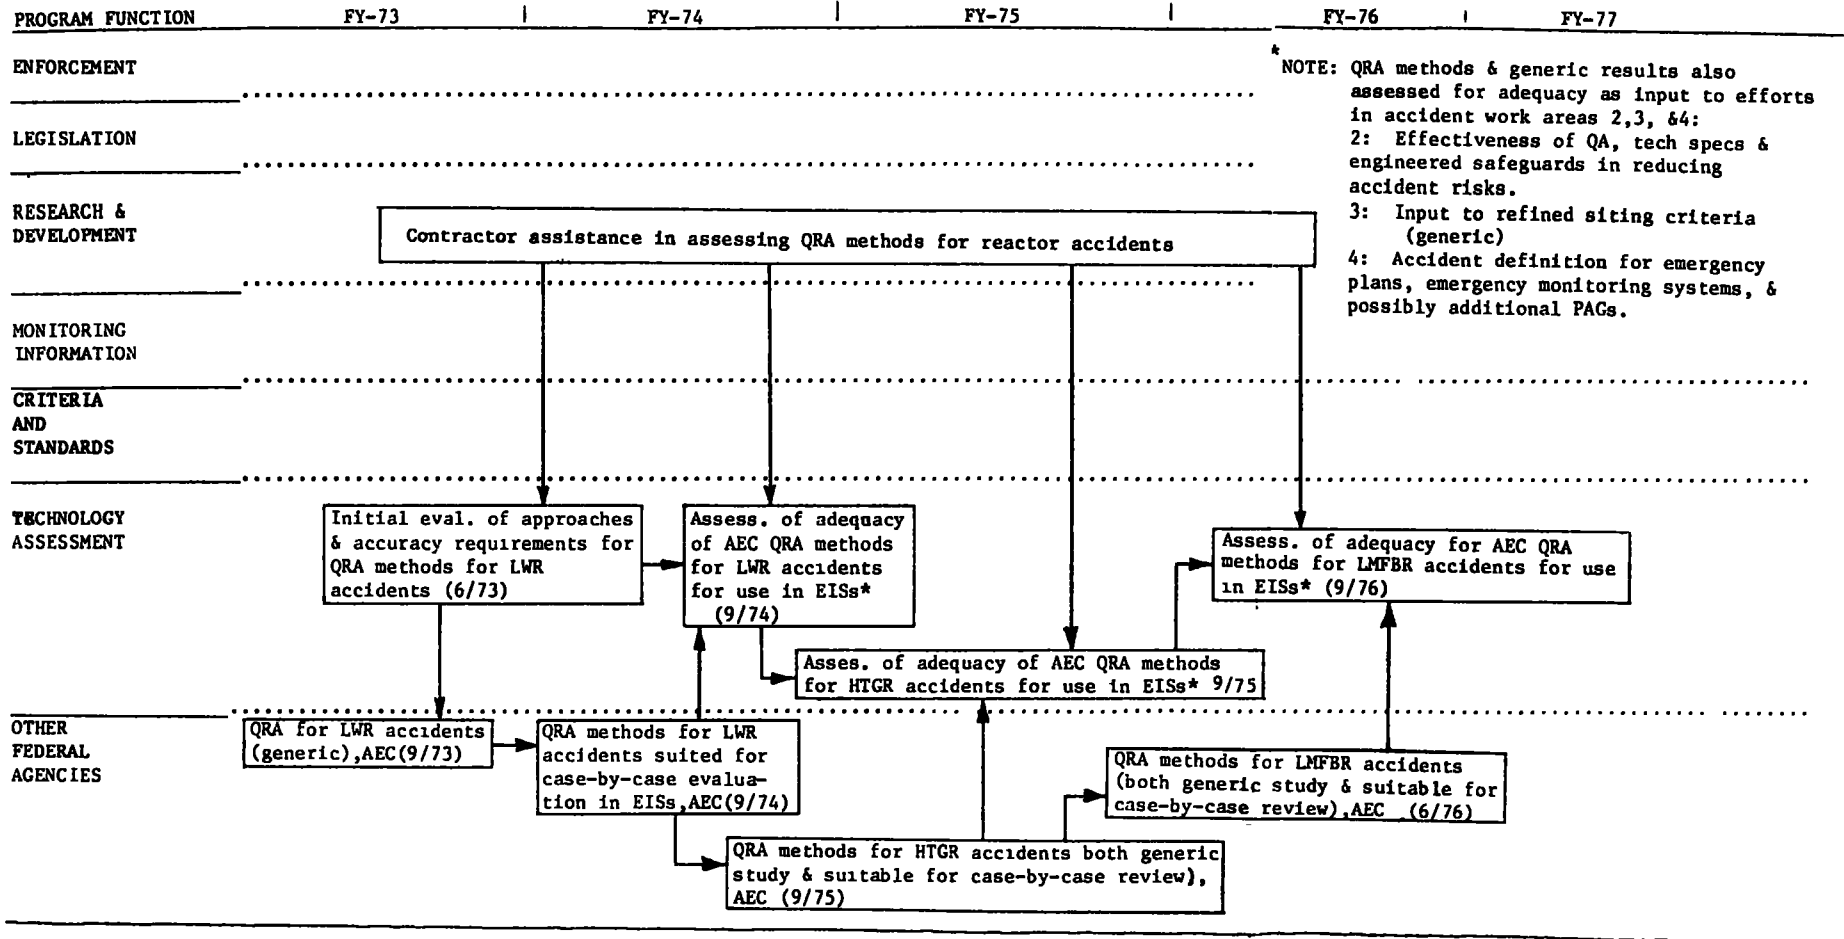 PROGRAM FUNCTION FY-73 FY-74 FY-75 FY-76 FY-77
ENFORCEMENT
LEGISLATION
RESEARCH &
DEVELOPMENT
MONITORING
INFORMATION
CRITERIA
AND
STANDARDS
TECHNOLOGY
ASSESSMENT
OTHER
FEDERAL
AGENCIES
*
NOTE: QRA methods & generic results also
assessed for adequacy as input to efforts
in accident work areas 2,3, &4:
2: Effectiveness of QA, tech specs &
engineered safeguards in reducing
accident risks.
3: Input to refined siting criteria
(generic)
4: Accident definition for emergency
plans, emergency monitoring systems, &
possibly additional PAGs.
Contractor assistance in assessing QRA methods for reactor accidents
Initial eval. of approaches
& accuracy requirements for
QRA methods for LWR
accidents (6/73)
Assess. of adequacy
of AEC QRA methods
for LWR accidents
for use in EISs*
(9/74)
Assess. of adequacy for AEC QRA
methods for LMFBR accidents for use
in EISs* (9/76)
Asses. of adequacy of AEC QRA methods
for HTGR accidents for use in EISs* 9/75
QRA for LWR accidents
(generic),AEC(9/73)
QRA methods for LWR
accidents suited for
case-by-case evalua-
tion in EISs,AEC(9/74)
QRA methods for LMFBR accidents
(both generic study & suitable for
case-by-case review),AEC (6/76)
QRA methods for HTGR accidents both generic
study & suitable for case-by-case review),
AEC (9/75)